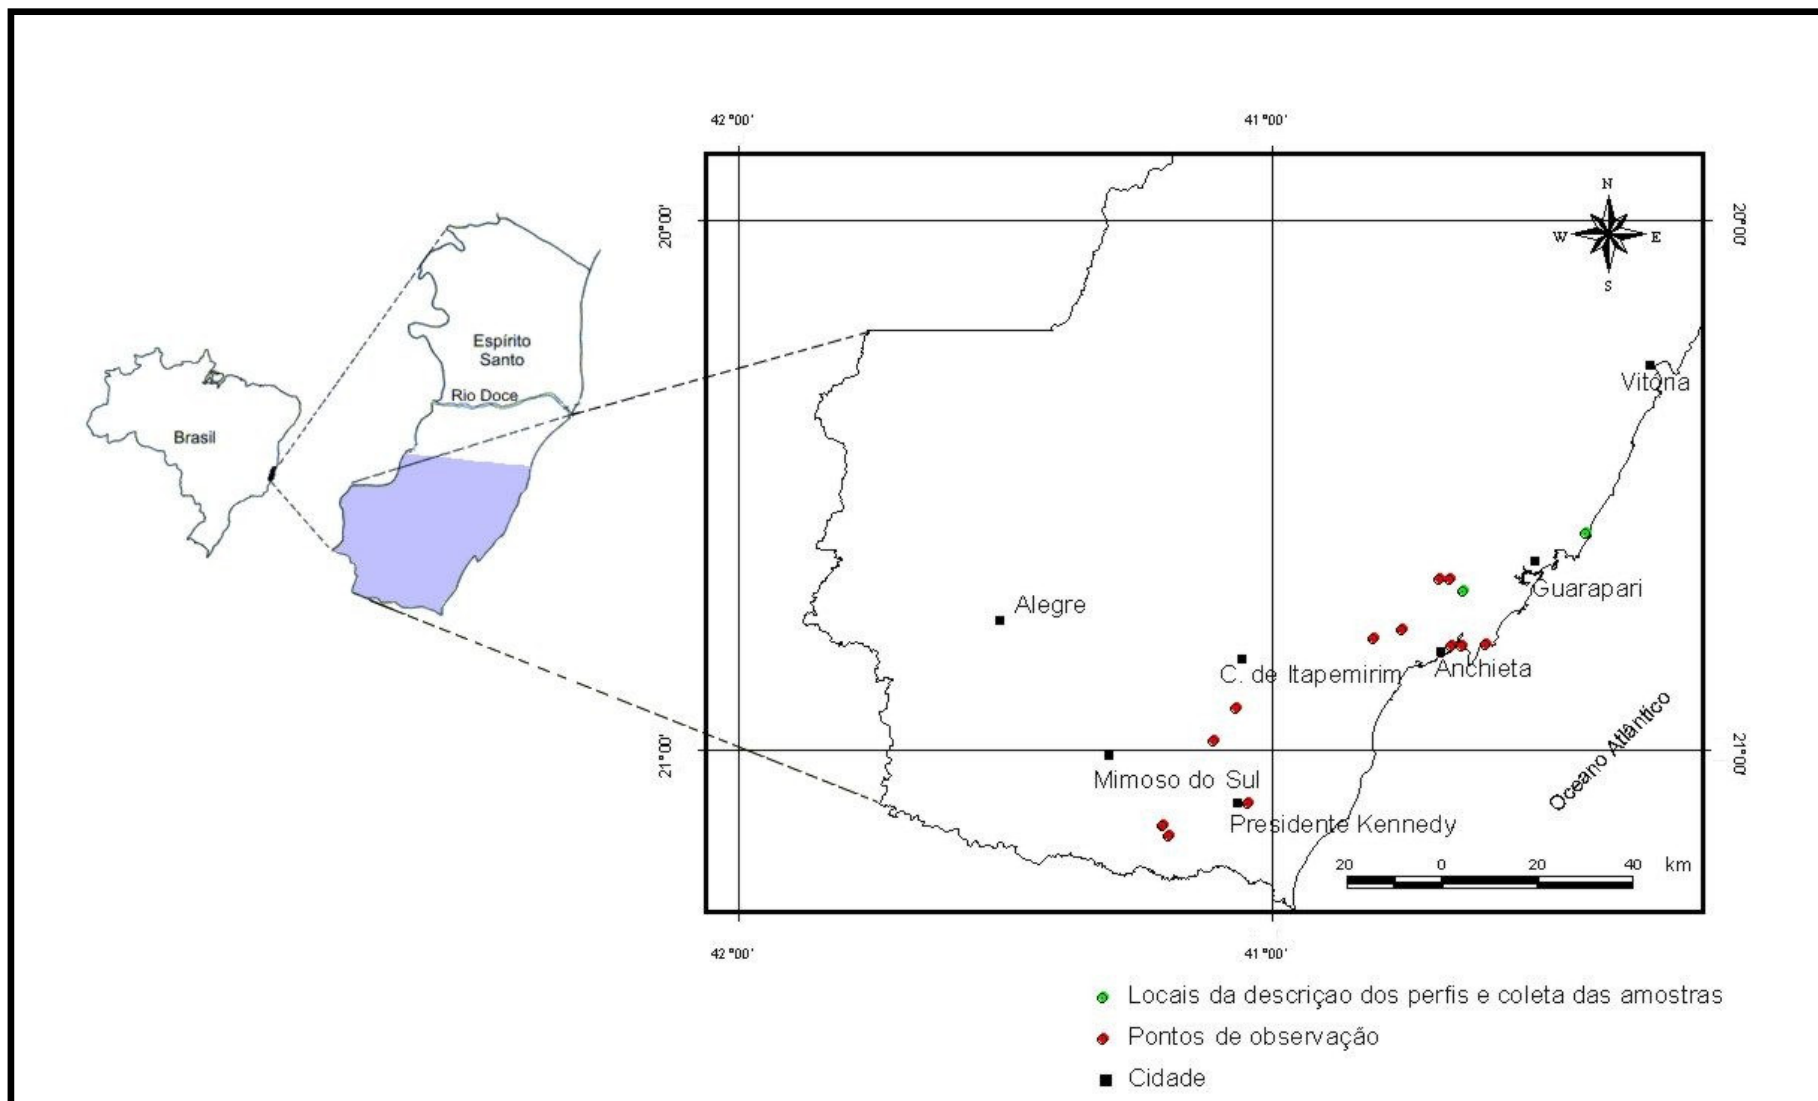 42°00'
41°00'
N
W
E
S
20°00'
20°00'
Espírito
Santo
Rio Doce
Brasil
Vitória
Guarapari
Alegre
Anchieta
C. de Itapemirim
Oceano Atlântico
21°00'
21°00'
Mimoso do Sul
Presidente Kennedy
20
0
20
40
km
42°00'
41°00'
Locais da descriçao dos perfis e coleta das amostras
Pontos de observação
Cidade